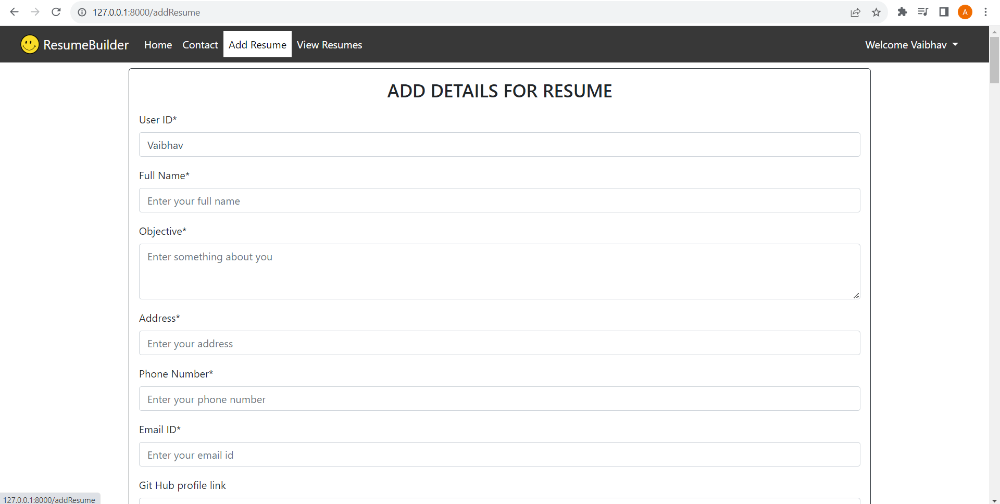 127.0.0.1:8000/addResume
A
ResumeBuilder Home Contact Add Resume View Resumes Welcome Vaibhav
ADD DETAILS FOR RESUME
User ID*
Vaibhav
Full Name*
Enter your full name
Objective*
Enter something about you
Address*
Enter your address
Phone Number*
Enter your phone number
Email ID*
Enter your email id
Git Hub profile link
127.0.0.1:8000/addResume